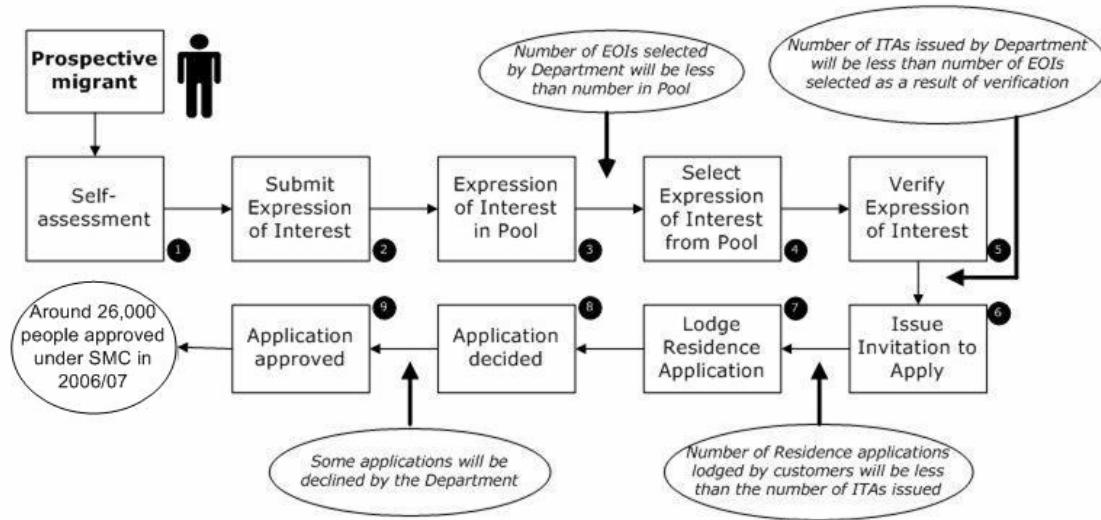 Prospective
migrant
Number of EOIs selected
by Department will be less
than number in Pool
Number of ITAs issued by Department
will be less than number of EOIs
selected as a result of verification
Self-
assessment
1
Submit
Expression
of Interest
2
Expression
of Interest
in Pool
3
Select
Expression
of Interest
from Pool
4
Verify
Expression
of Interest
5
Issue
Invitation to
Apply
6
Lodge
Residence
Application
7
Application
decided
8
Application
approved
9
Around 26,000
people approved
under SMC in
2006/07
Some applications will be
declined by the Department
Number of Residence applications
lodged by customers will be less
than the number of ITAs issued